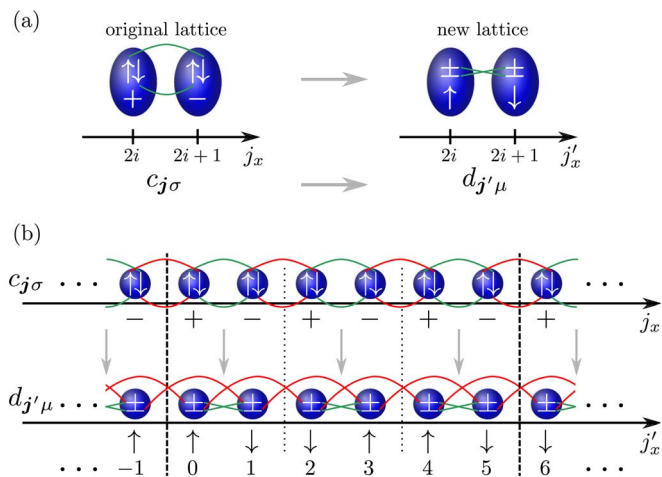 (a)
original lattice
new lattice
↑↓ ↑↓
+ −
± ±
↑ ↓
2i 2i + 1 j_x
2i 2i + 1 j′_x
c_{jσ} d_{j′μ}
(b)
c_{jσ} · · · ↑↓ ↑↓ ↑↓ ↑↓ ↑↓ ↑↓ ↑↓ ↑↓ · · ·
− + − + − + − + j_x
d_{j′μ} · · · ± ± ± ± ± ± ± ± · · ·
↑ ↑ ↓ ↓ ↑ ↑ ↓ ↓ j′_x
· · · −1 0 1 2 3 4 5 6 · · ·